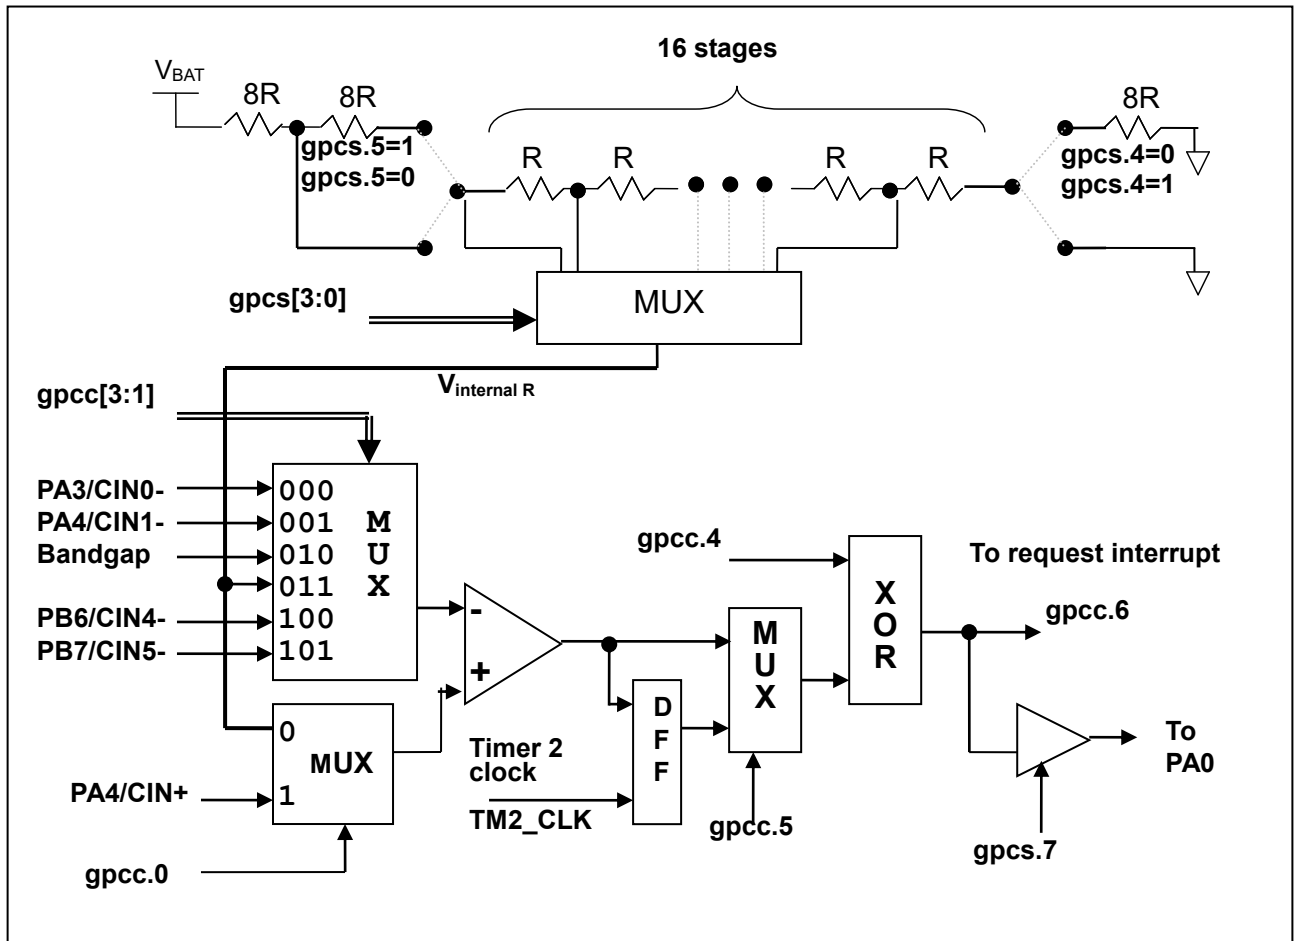 16 stages
VBAT
8R
8R
8R
gpcs.5=1
gpcs.5=0
R
R
R
R
gpcs.4=0
gpcs.4=1
gpcs[3:0]
MUX
Vinternal R
gpcc[3:1]
PA3/CIN0-
000
PA4/CIN1-
001
Bandgap
010
011
PB6/CIN4-
100
PB7/CIN5-
101
M
U
X
-
+
gpcc.4
X
O
R
To request interrupt
gpcc.6
M
U
X
D
F
F
0
MUX
1
PA4/CIN+
gpcc.0
Timer 2
clock
TM2_CLK
gpcc.5
To
PA0
gpcs.7